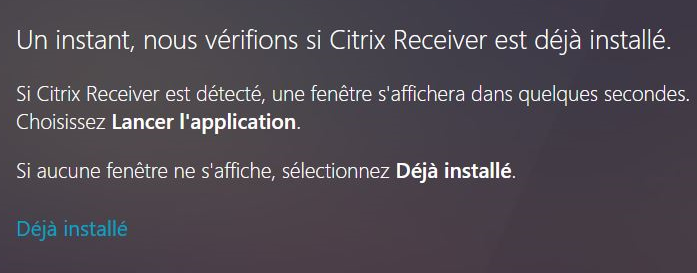 Un instant, nous vérifions si Citrix Receiver est déjà installé.
Si Citrix Receiver est détecté, une fenêtre s'affichera dans quelques secondes.
Choisissez Lancer l'application.
Si aucune fenêtre ne s'affiche, sélectionnez Déjà installé.
Déjà installé